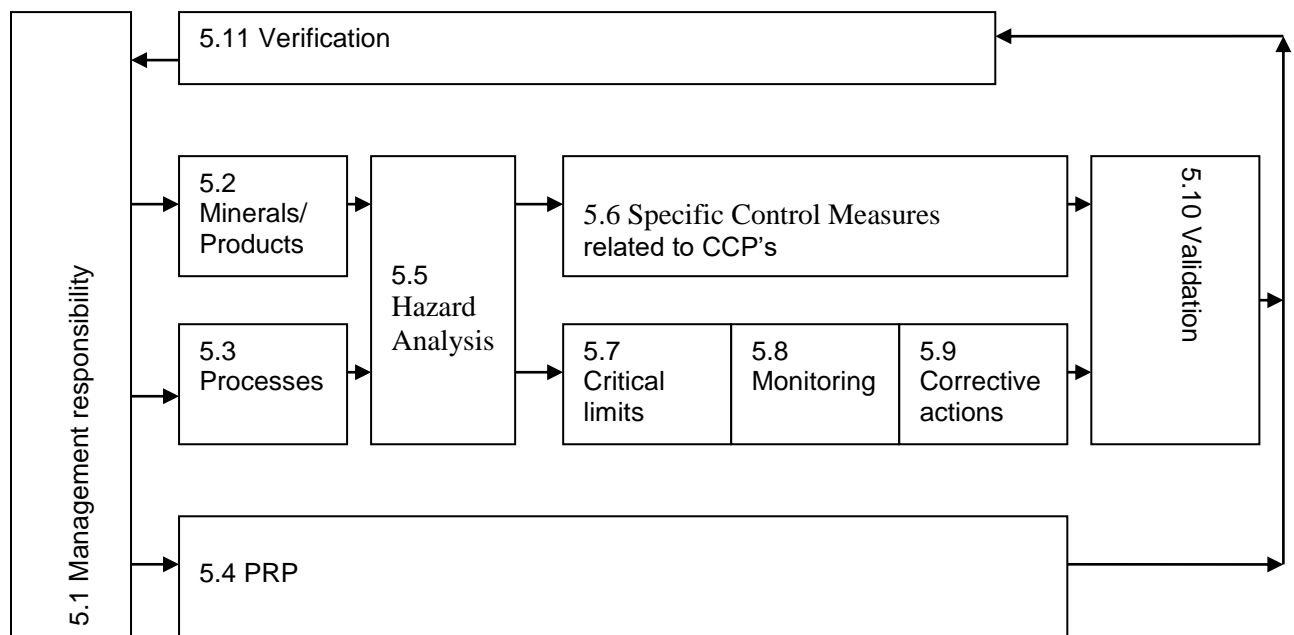 5.11 Verification
5.1 Management responsibility
5.2
Minerals/
Products
5.3
Processes
5.5
Hazard
Analysis
5.6 Specific Control Measures
related to CCP's
5.7
Critical
limits
5.8
Monitoring
5.9
Corrective
actions
5.10 Validation
5.4 PRP